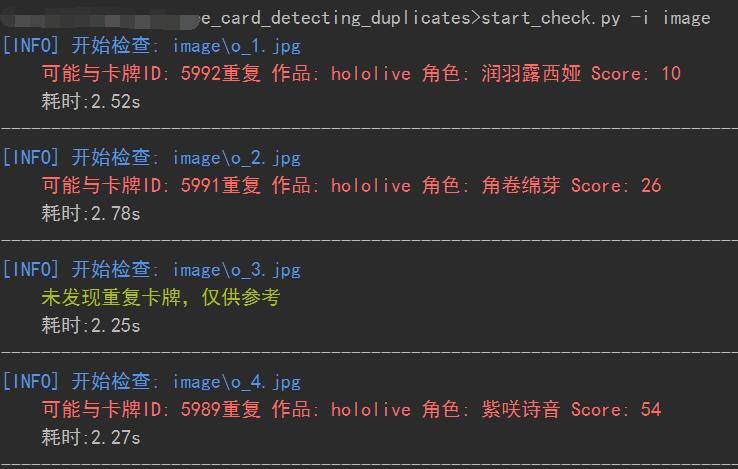 e_card_detecting_duplicates>start_check.py -i image
[INFO] 开始检查: image\o_1.jpg
可能与卡牌ID: 5992重复 作品: hololive 角色: 润羽露西娅 Score: 10
耗时:2.52s
[INFO] 开始检查: image\o_2.jpg
可能与卡牌ID: 5991重复 作品: hololive 角色: 角卷绵芽 Score: 26
耗时:2.78s
[INFO] 开始检查: image\o_3.jpg
未发现重复卡牌，仅供参考
耗时:2.25s
[INFO] 开始检查: image\o_4.jpg
可能与卡牌ID: 5989重复 作品: hololive 角色: 紫咲诗音 Score: 54
耗时:2.27s